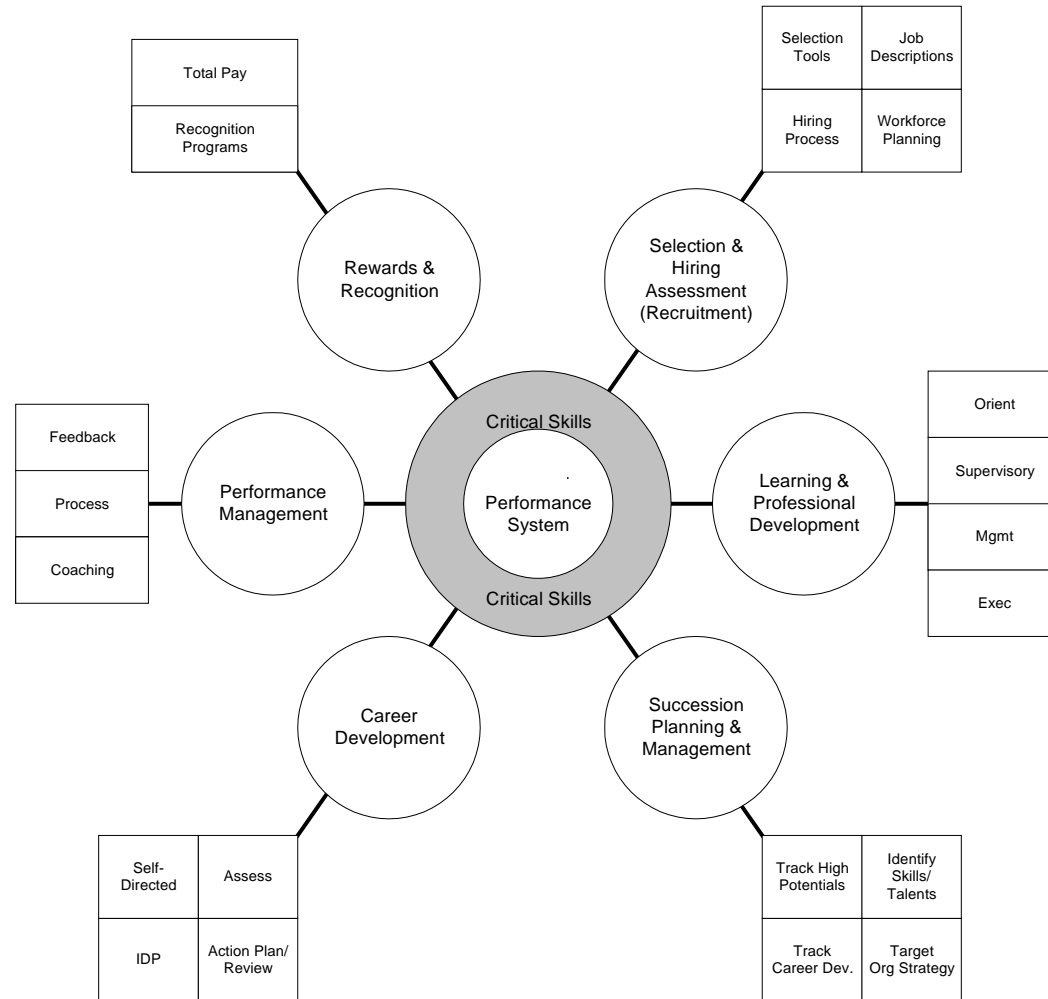 Total Pay
Recognition
Programs
Selection
Tools
Job
Descriptions
Hiring
Process
Workforce
Planning
Rewards &
Recognition
Selection &
Hiring
Assessment
(Recruitment)
Feedback
Process
Coaching
Performance
Management
Critical Skills
Performance
System
Critical Skills
Learning &
Professional
Development
Orient
Supervisory
Mgmt
Exec
Career
Development
Succession
Planning &
Management
Self-
Directed
Assess
IDP
Action Plan/
Review
Track High
Potentials
Identify
Skills/
Talents
Track
Career Dev.
Target
Org Strategy